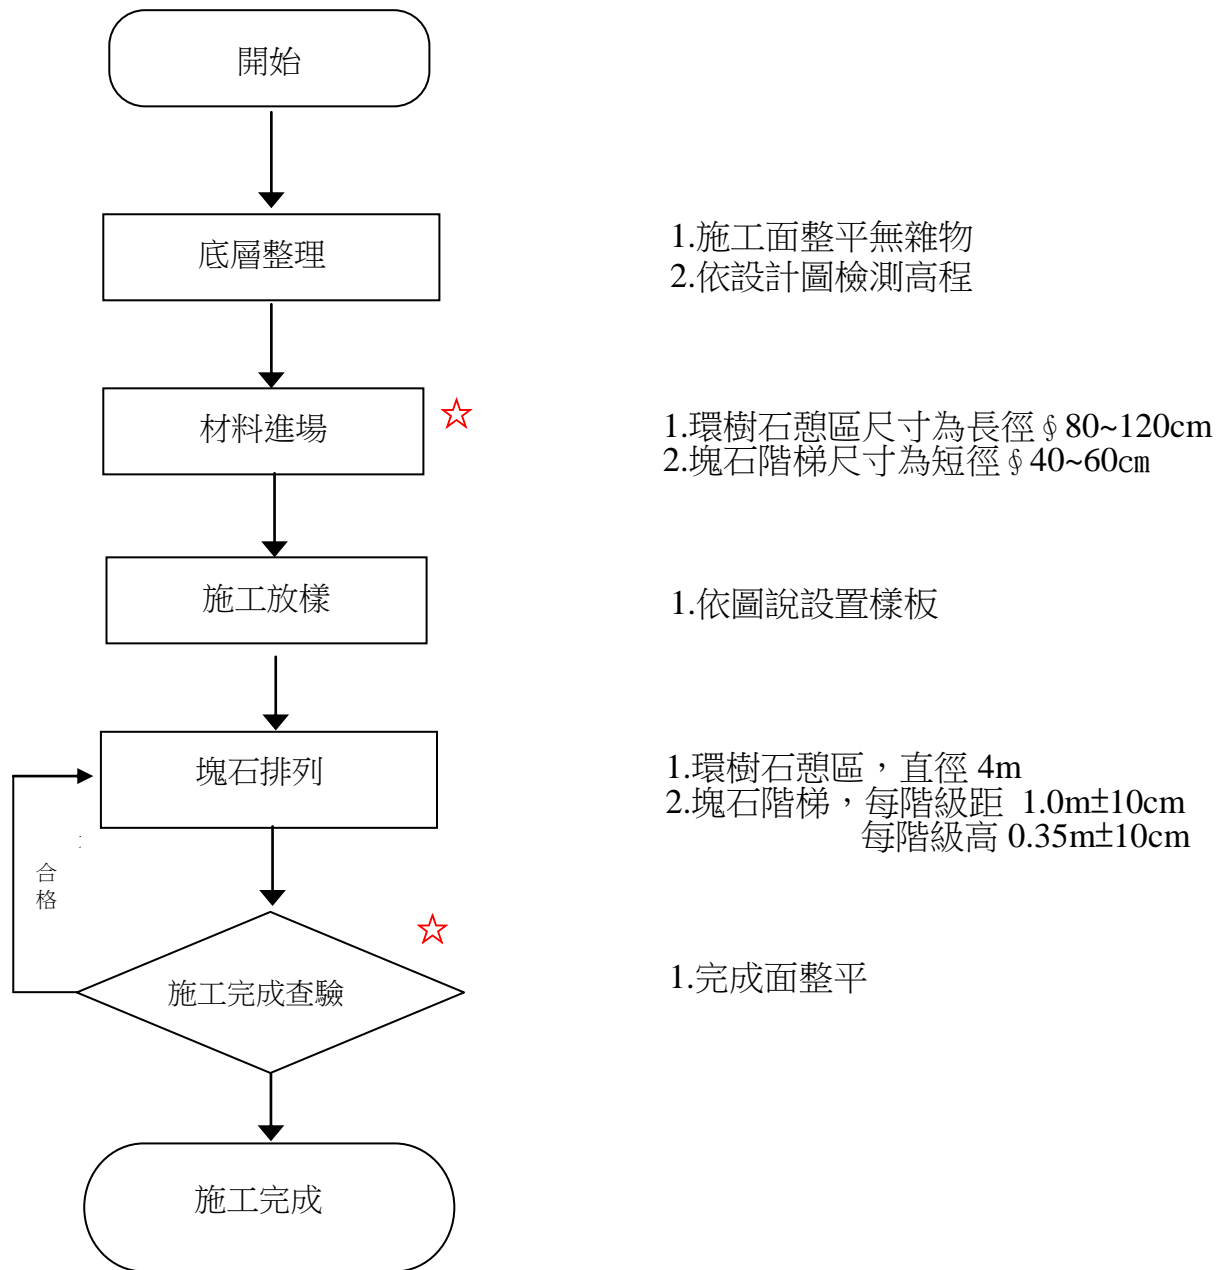 開始
底層整理
1.施工面整平無雜物
2.依設計圖檢測高程
材料進場
☆
1.環樹石憩區尺寸為長徑∮80~120cm
2.塊石階梯尺寸為短徑∮40~60㎝
施工放樣
1.依圖說設置樣板
塊石排列
1.環樹石憩區，直徑 4m
2.塊石階梯，每階級距 1.0m±10cm
每階級高 0.35m±10cm
合
格
☆
施工完成查驗
1.完成面整平
施工完成